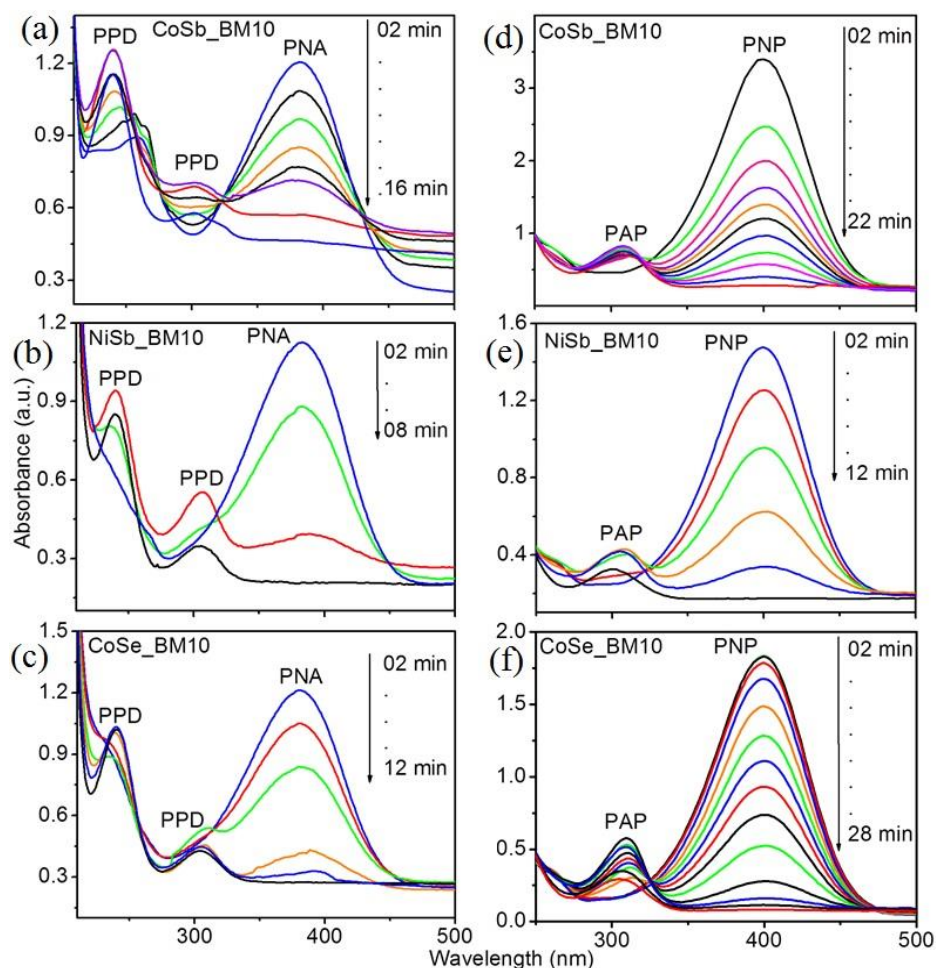 (a)
PPD
CoSb_BM10
PNA
02 min
16 min
PPD
1.2
0.9
0.6
0.3
(d)
CoSb_BM10
PNP
02 min
22 min
PAP
3
2
1
(b)
NiSb_BM10
PNA
02 min
08 min
PPD
PPD
1.2
0.9
0.6
0.3
(e)
NiSb_BM10
PNP
02 min
12 min
PAP
1.6
1.2
0.8
0.4
(c)
CoSe_BM10
PNA
02 min
12 min
PPD
PPD
1.5
1.2
0.9
0.6
0.3
300
400
500
(f)
CoSe_BM10
PNP
02 min
28 min
PAP
2.0
1.5
1.0
0.5
0.0
300
400
500
Absorbance (a.u.)
Wavelength (nm)